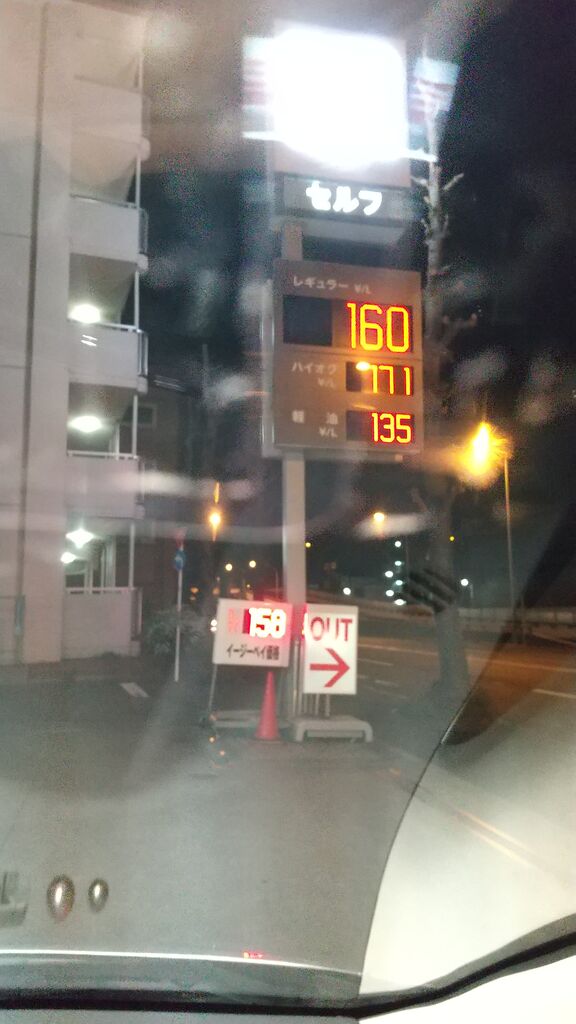 セルフ
レギュラー ¥/L
160
ハイオク
¥/L
171
軽油
¥/L
135
158
イージーペイ価格
OUT